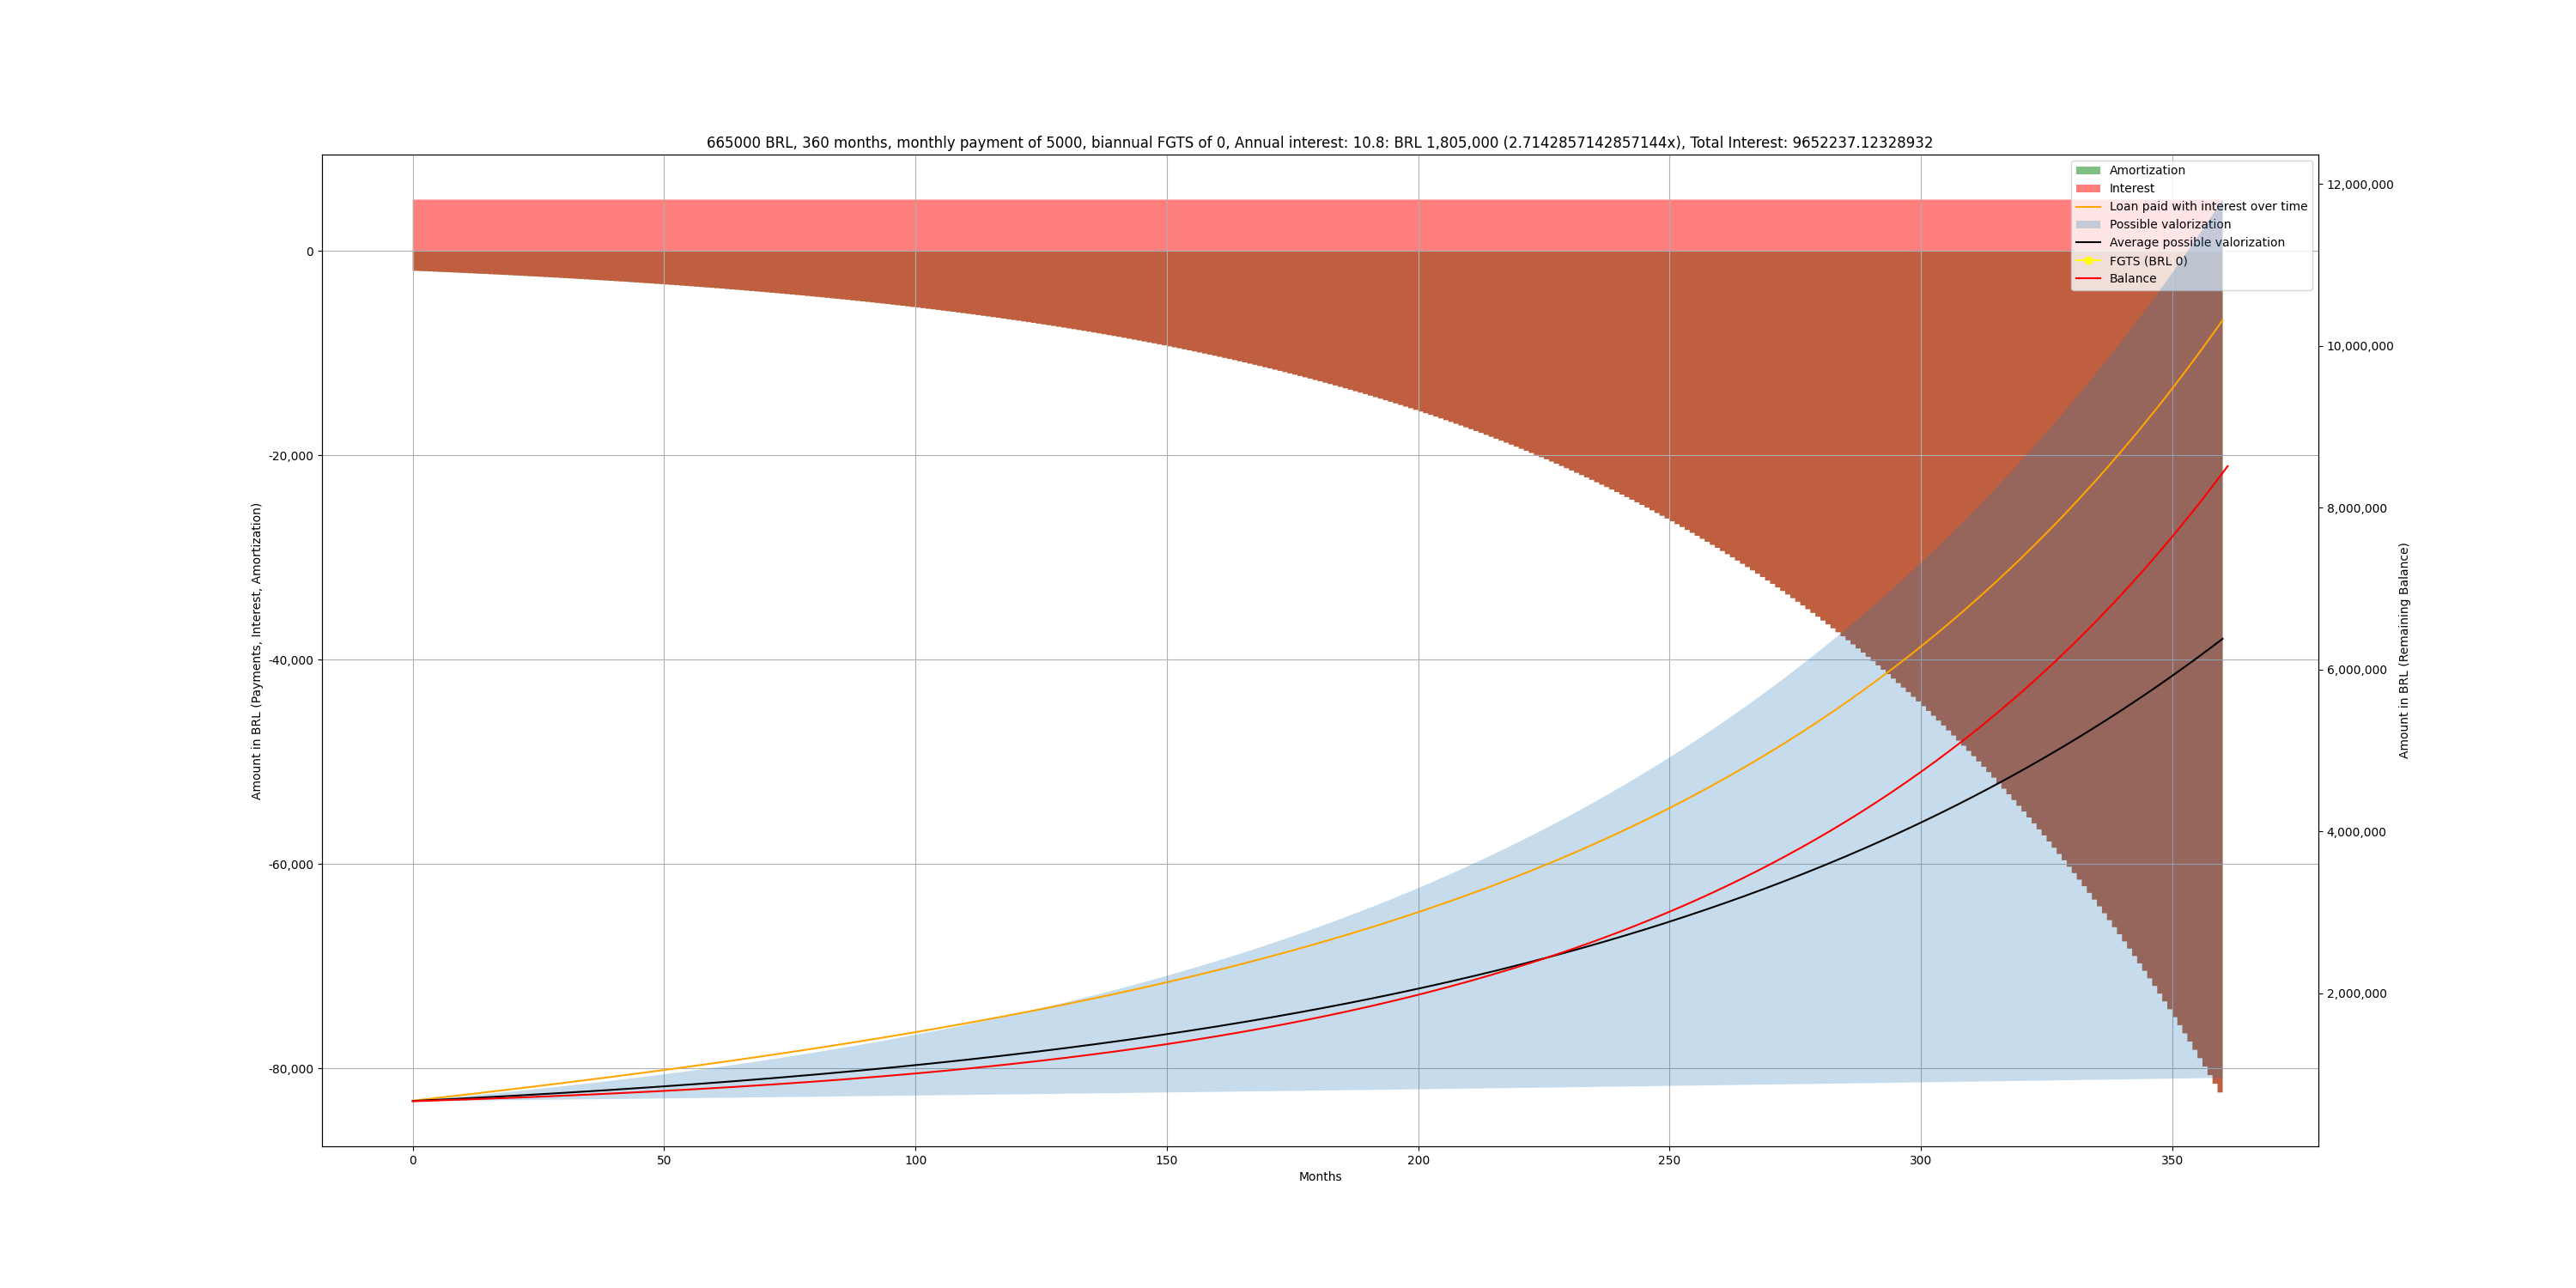 665000 BRL, 360 months, monthly payment of 5000, biannual FGTS of 0, Annual interest: 10.8: BRL 1,805,000 (2.7142857142857144x), Total Interest: 9652237.12328932
Amortization
Interest
Loan paid with interest over time
Possible valorization
Average possible valorization
FGTS (BRL 0)
Balance
Amount in BRL (Payments, Interest, Amortization)
0
-20,000
-40,000
-60,000
-80,000
12,000,000
10,000,000
8,000,000
6,000,000
4,000,000
2,000,000
Amount in BRL (Remaining Balance)
0
50
100
150
200
250
300
350
Months